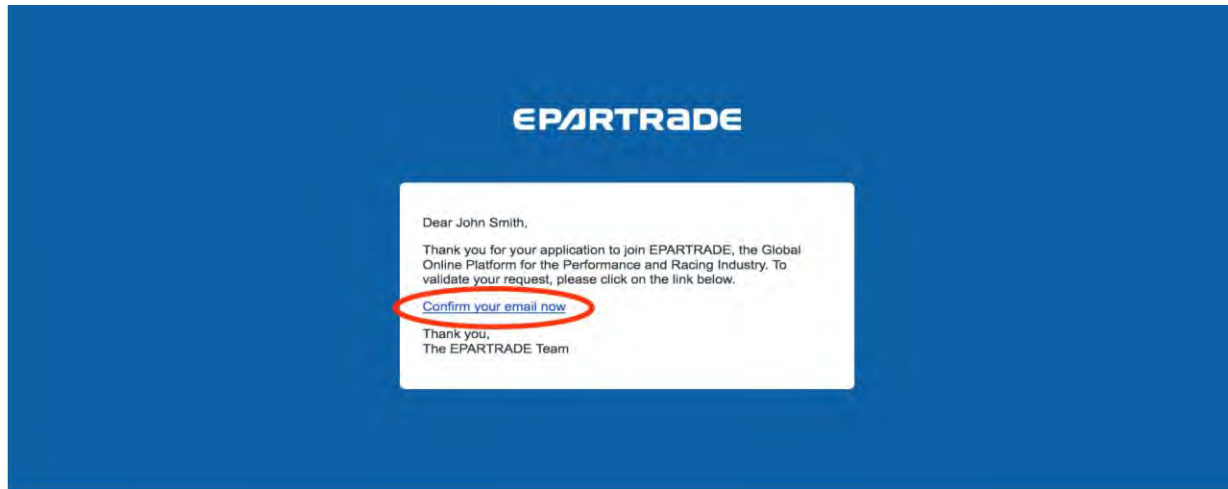 EPARTRADE
Dear John Smith,
Thank you for your application to join EPARTRADE, the Global
Online Platform for the Performance and Racing Industry. To
validate your request, please click on the link below.
Confirm your email now
Thank you,
The EPARTRADE Team